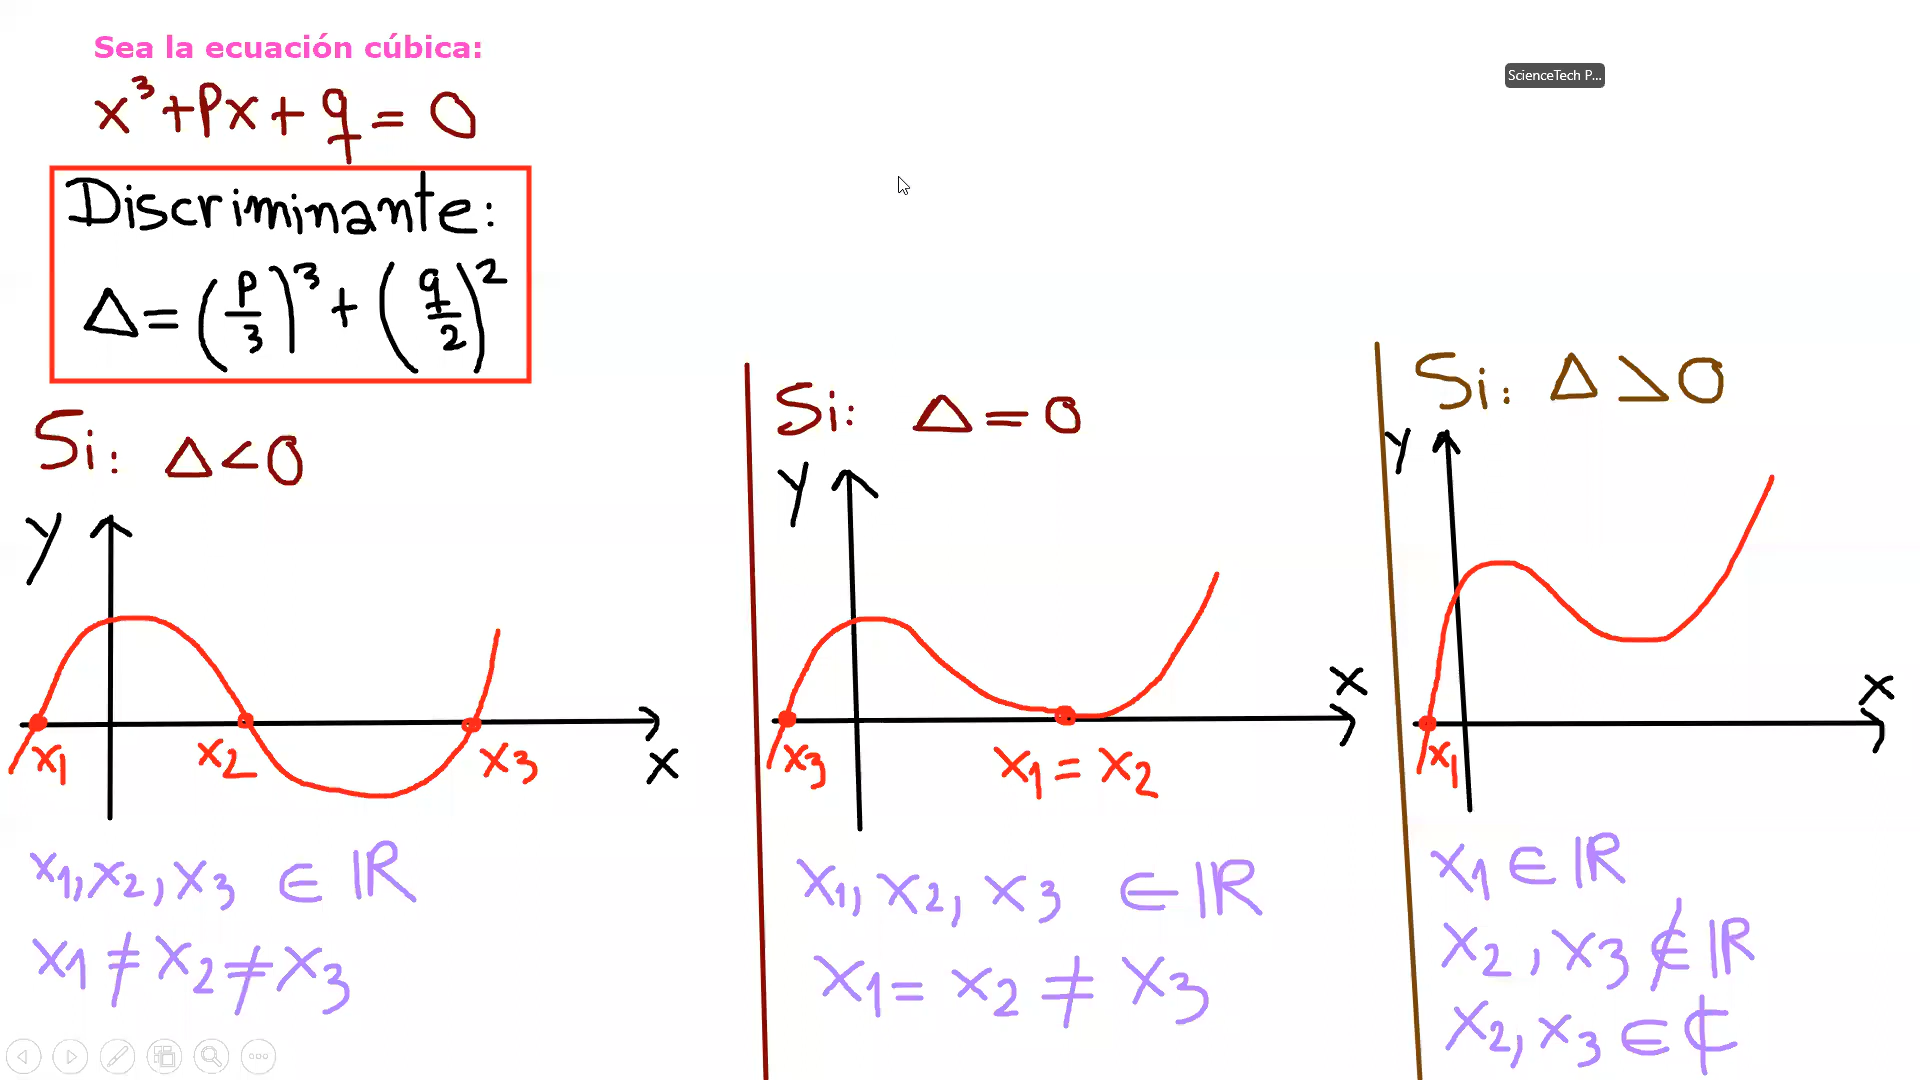 Sea la ecuación cúbica:
x³+px+q=0
Discriminante:
Δ=(p/3)³+(q/2)²
ScienceTech P...
Si: Δ<0
y
x
x₁
x₂
x₃
x₁,x₂,x₃ ∈ ℝ
x₁≠x₂≠x₃
Si: Δ=0
y
x
x₃
x₁=x₂
x₁,x₂,x₃ ∈ ℝ
x₁=x₂≠x₃
Si: Δ>0
y
x
x₁
x₁∈ℝ
x₂,x₃∉ℝ
x₂,x₃∈ℂ